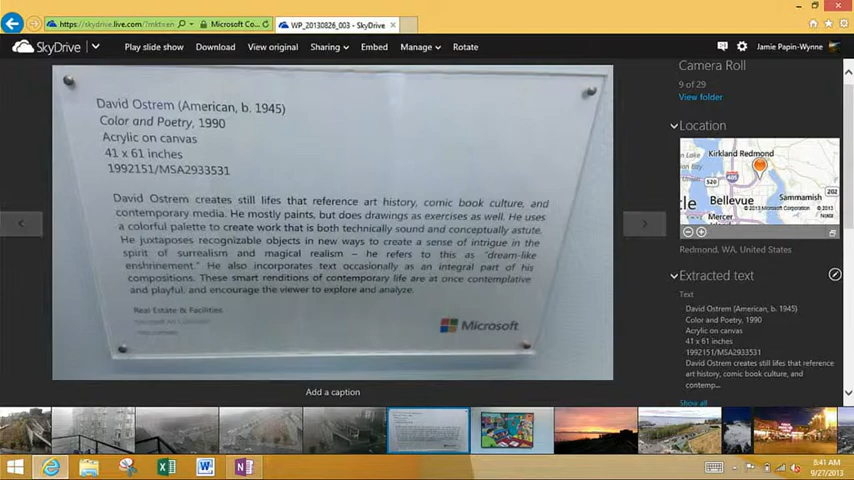 https://skydrive.live.com/?mkt=en
Microsoft Co...
WP_20130826_003 - SkyDrive
SkyDrive
Play slide show
Download
View original
Sharing
Embed
Manage
Rotate
Jamie Papin-Wynne
David Ostrem (American, b. 1945)
Color and Poetry, 1990
Acrylic on canvas
41 x 61 inches
1992151/MSA2933531
David Ostrem creates still lifes that reference art history, comic book culture, and
contemporary media. He mostly paints, but does drawings as exercises as well. He uses
a colorful palette to create work that is both technically sound and conceptually astute.
He juxtaposes recognizable objects in new ways to create a sense of intrigue in the
spirit of surrealism and magical realism – he refers to this as "dream-like
enshrinement." He also incorporates text occasionally as an integral part of his
compositions. These smart renditions of contemporary life are at once contemplative
and playful, and encourage the viewer to explore and analyze.
Real Estate & Facilities
Microsoft
Add a caption
Camera Roll
9 of 29
View folder
Location
Kirkland Redmond
520
405
202
Bellevue
Sammamish
Mercer
© 2013 Microsoft Corporation
© 2013
Redmond, WA, United States
Extracted text
Text
David Ostrem (American, b. 1945)
Color and Poetry, 1990
Acrylic on canvas
41 x 61 inches
1992151/MSA2933531
David Ostrem creates still lifes that reference
art history, comic book culture, and
contemp...
Show all
8:41 AM
9/27/2013